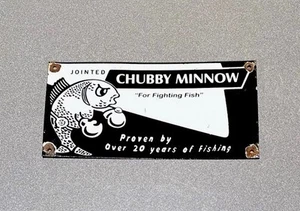 JOINTED
CHUBBY MINNOW
"For Fighting Fish"
Proven by
Over 20 years of Fishing